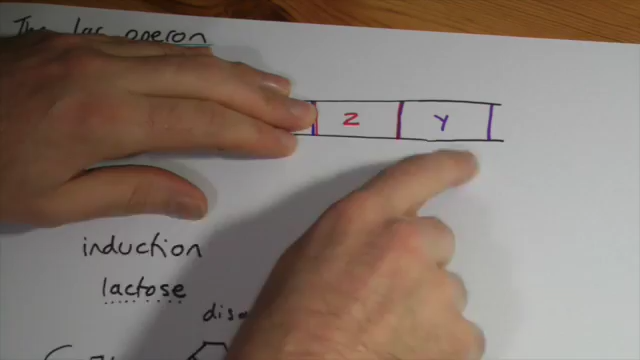 The lac operon
Z Y
induction
lactose